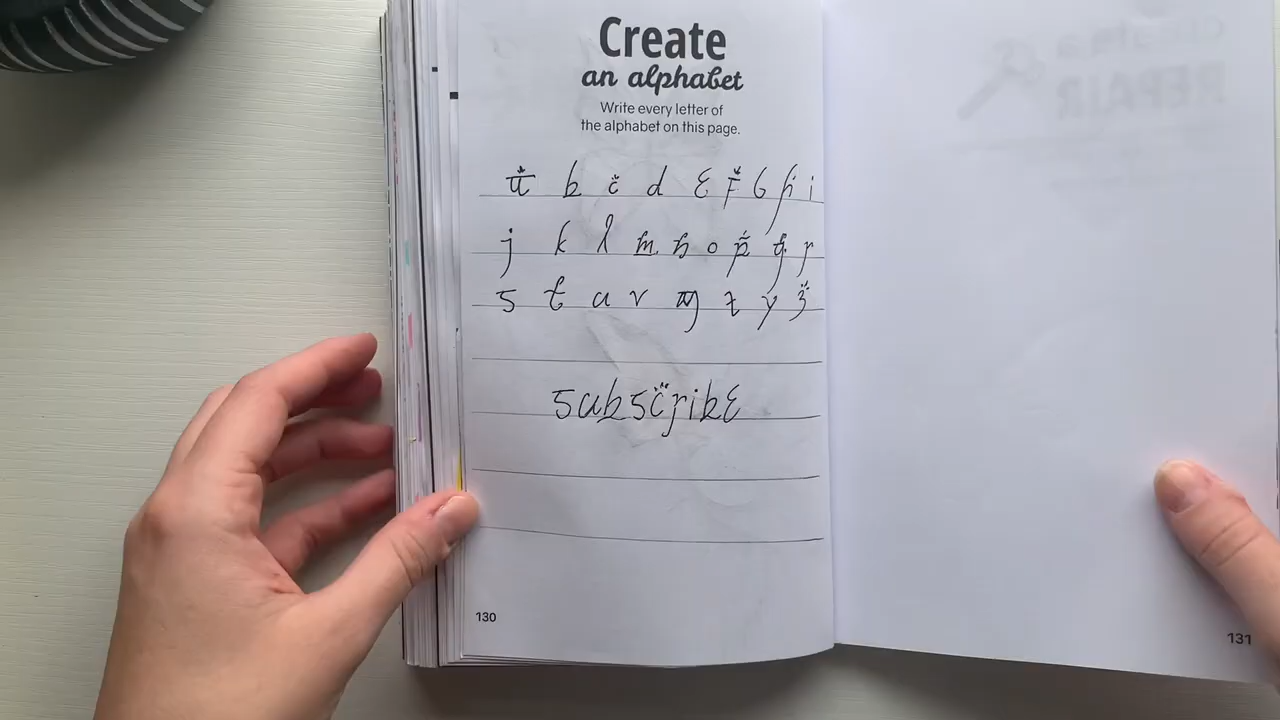 Create
an alphabet
Write every letter of
the alphabet on this page.
a b c d E F G h i
j k l m n o p q r
s t u v w x y z
subscribE
130
131